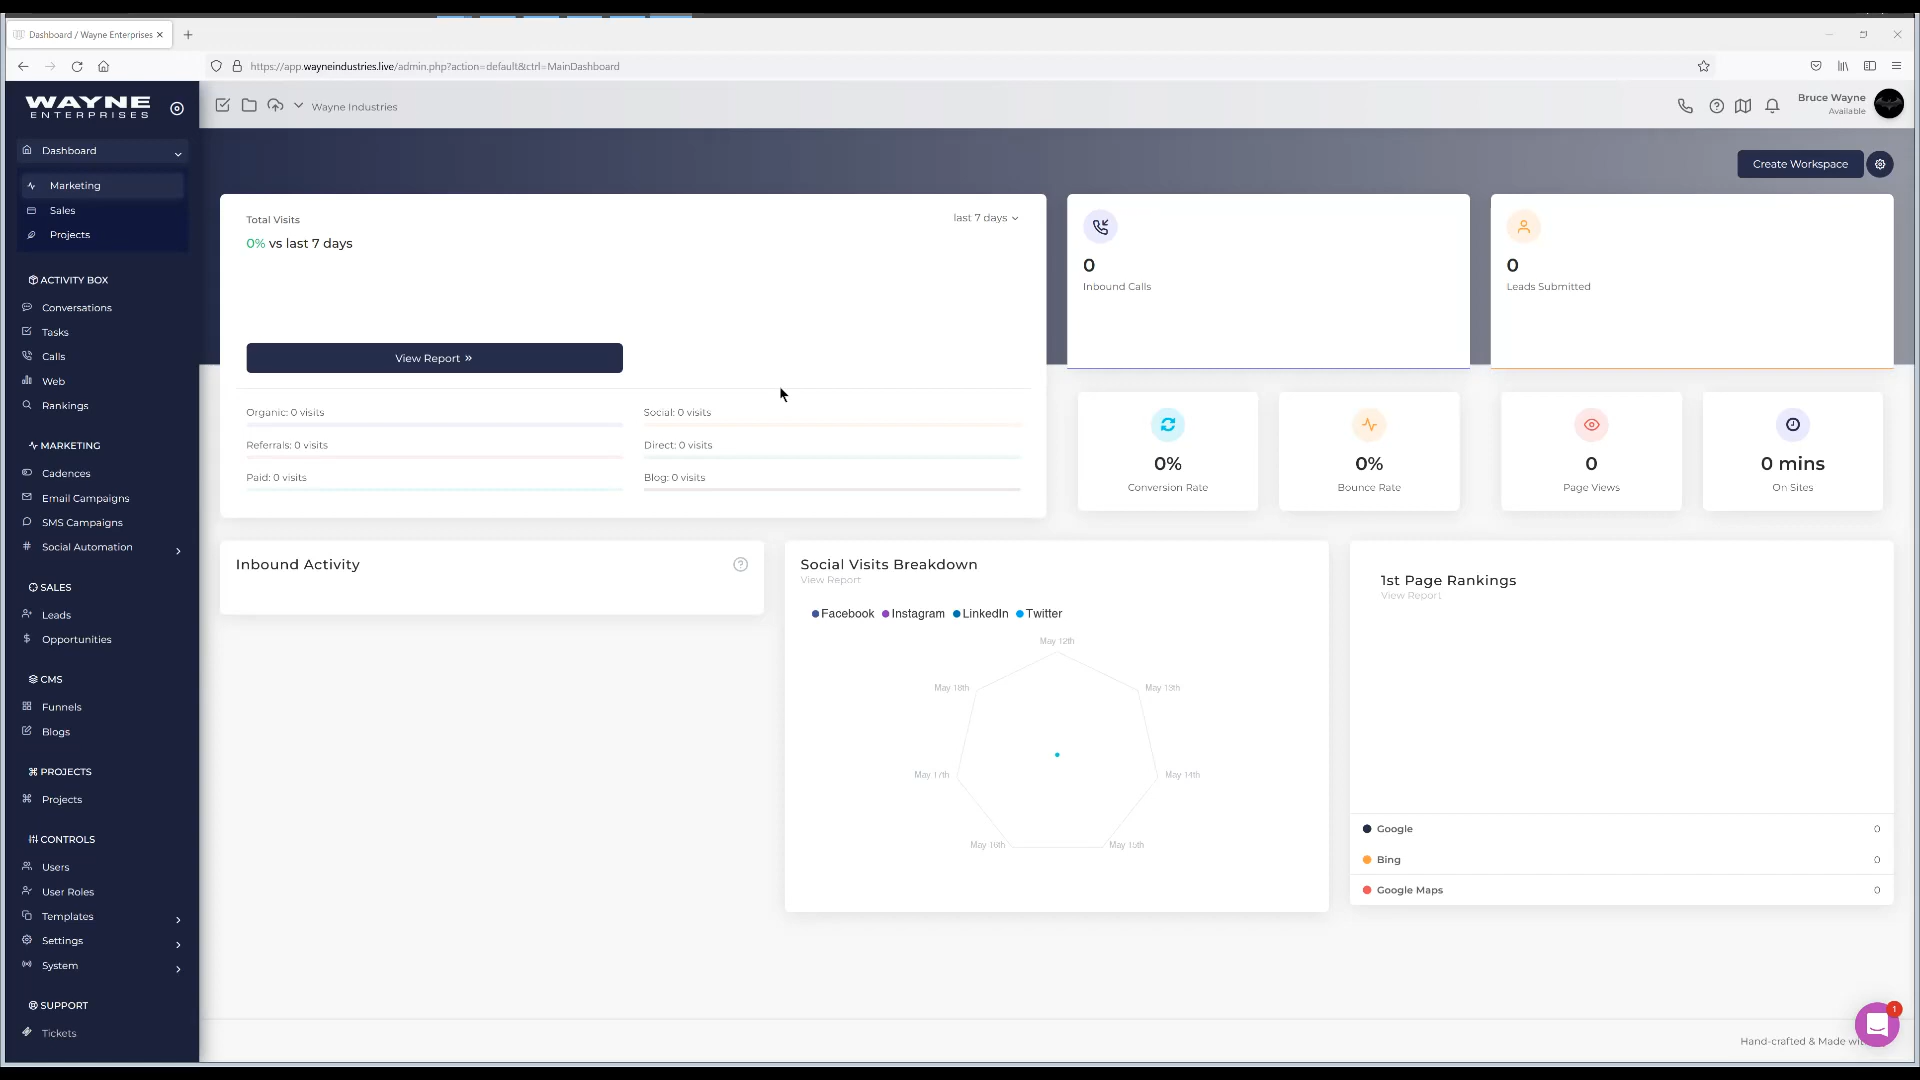 Dashboard / Wayne Enterprises
https://app.wayneindustries.live/admin.php?action=default&ctrl=MainDashboard
WAYNE
ENTERPRISES
Wayne Industries
Bruce Wayne
Available
Dashboard
Marketing
Sales
Projects
ACTIVITY BOX
Conversations
Tasks
Calls
Web
Rankings
MARKETING
Cadences
Email Campaigns
SMS Campaigns
Social Automation
SALES
Leads
Opportunities
CMS
Funnels
Blogs
PROJECTS
Projects
CONTROLS
Users
User Roles
Templates
Settings
System
SUPPORT
Tickets
Create Workspace
Total Visits
last 7 days
0% vs last 7 days
View Report »
Organic: 0 visits
Social: 0 visits
Referrals: 0 visits
Direct: 0 visits
Paid: 0 visits
Blog: 0 visits
0
Inbound Calls
0
Leads Submitted
0%
Conversion Rate
0%
Bounce Rate
0
Page Views
0 mins
On Sites
Inbound Activity
Social Visits Breakdown
View Report
Facebook Instagram LinkedIn Twitter
May 12th
May 13th
May 14th
May 15th
May 16th
May 17th
May 18th
1st Page Rankings
View Report
Google 0
Bing 0
Google Maps 0
1
Hand-crafted & Made